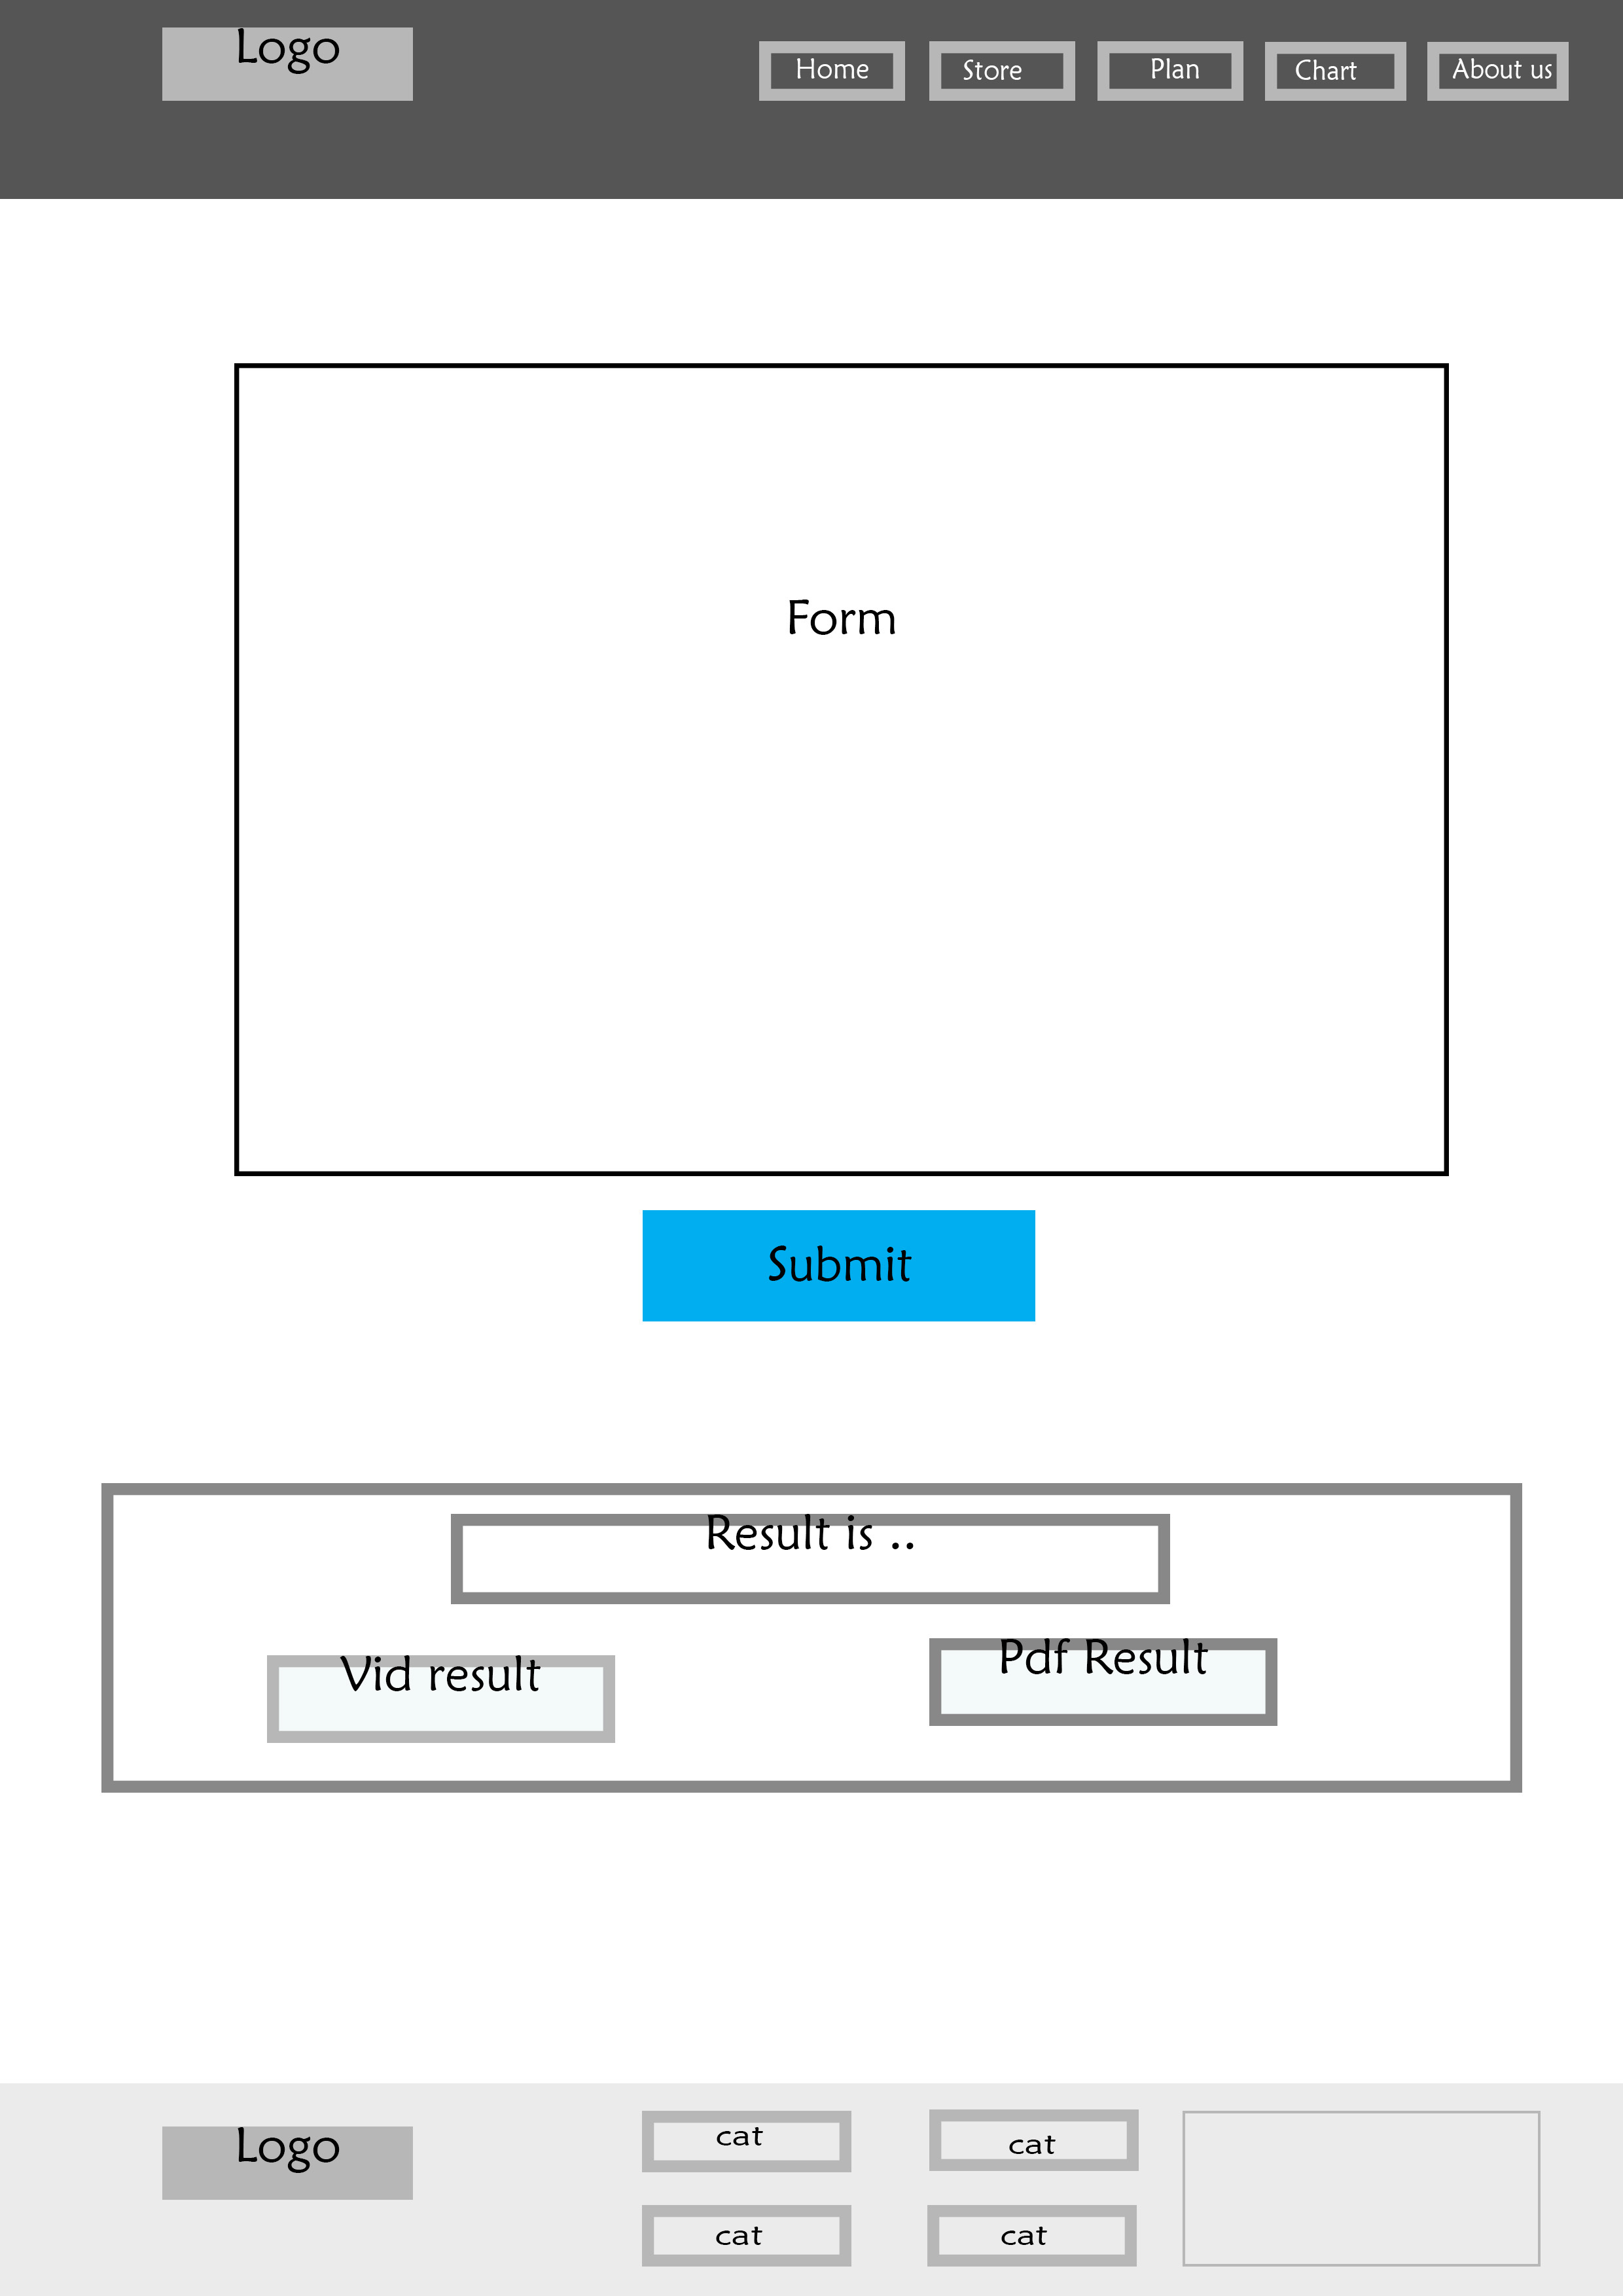 Logo
Home
Store
Plan
Chart
About us
Form
Submit
Result is ..
Vid result
Pdf Result
Logo
cat
cat
cat
cat